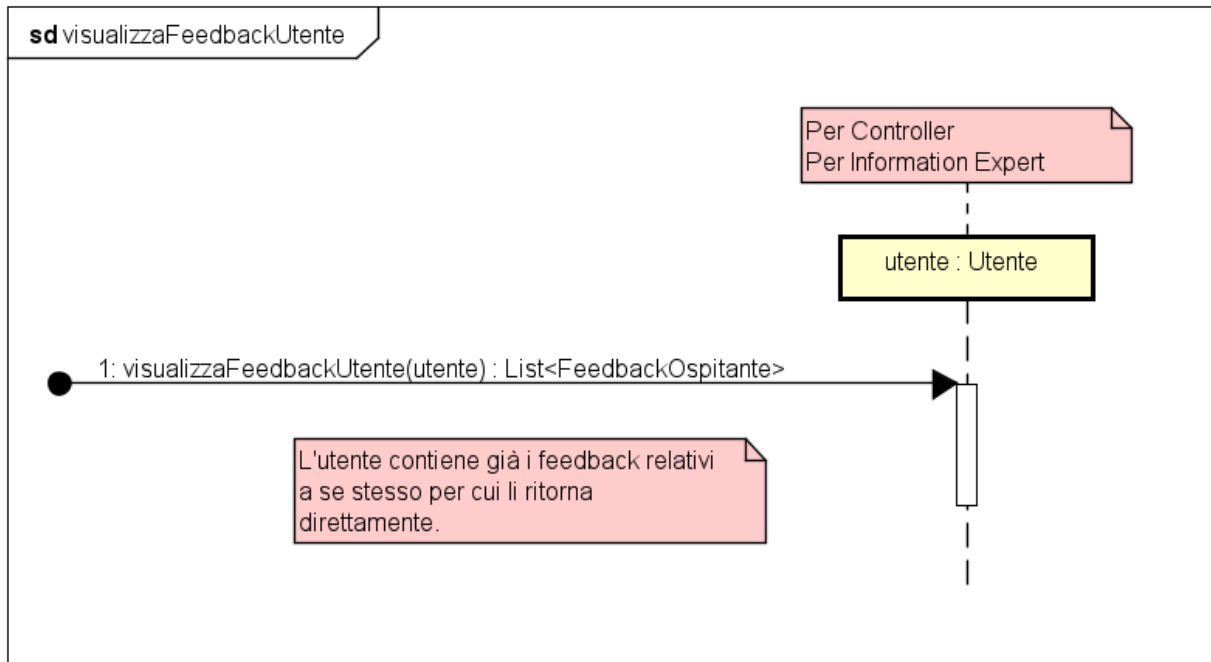 sd visualizzaFeedbackUtente
Per Controller
Per Information Expert
utente : Utente
1: visualizzaFeedbackUtente(utente) : List<FeedbackOspitante>
L'utente contiene già i feedback relativi
a se stesso per cui li ritorna
direttamente.